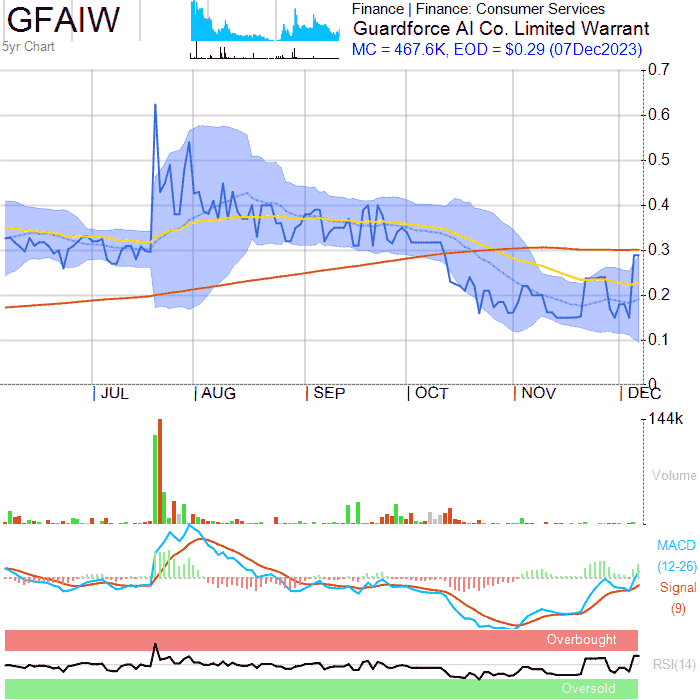 GFAIW
5yr Chart
Finance | Finance: Consumer Services
Guardforce AI Co. Limited Warrant
MC = 467.6K, EOD = $0.29 (07Dec2023)
0.7
0.6
0.5
0.4
0.3
0.2
0.1
0
JUL AUG SEP OCT NOV DEC
144k
Volume
MACD
(12-26)
Signal
(9)
Overbought
RSI(14)
Oversold